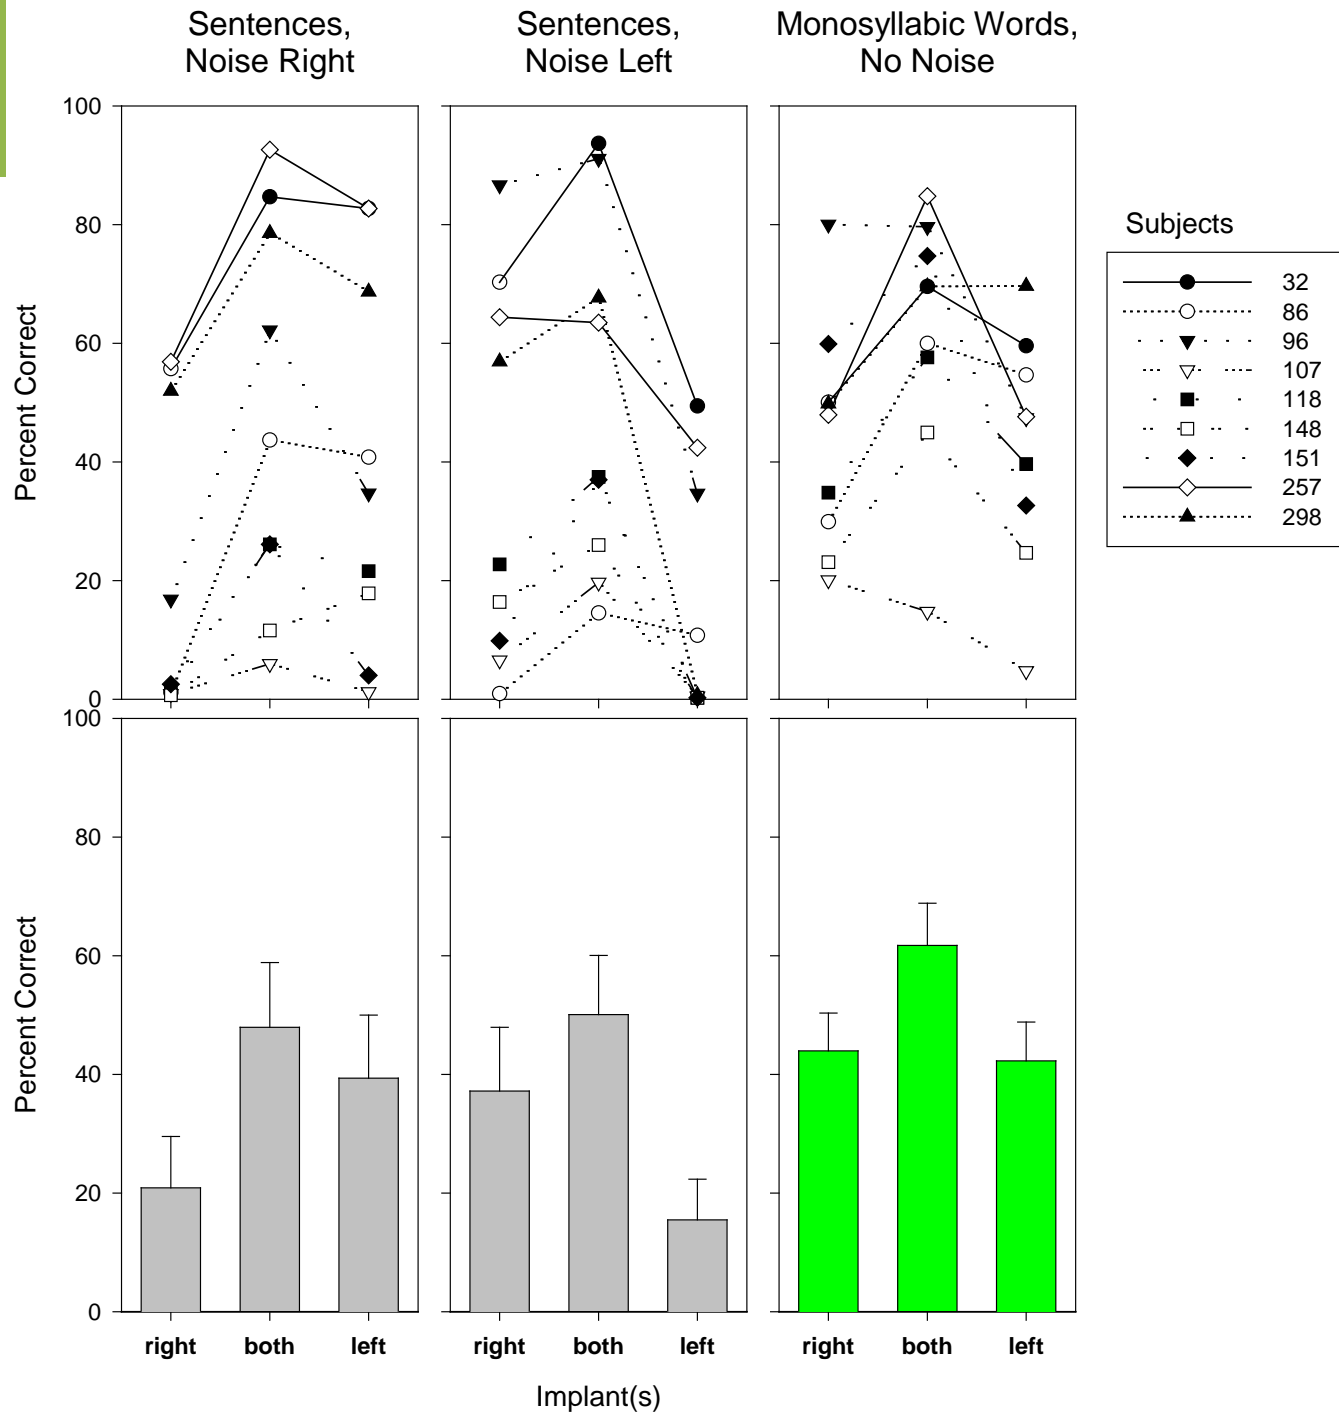 Sentences,
Noise Right
Sentences,
Noise Left
Monosyllabic Words,
No Noise
Percent Correct
100
80
60
40
20
0
Subjects
32
86
96
107
118
148
151
257
298
Percent Correct
100
80
60
40
20
0
right both left right both left right both left
Implant(s)